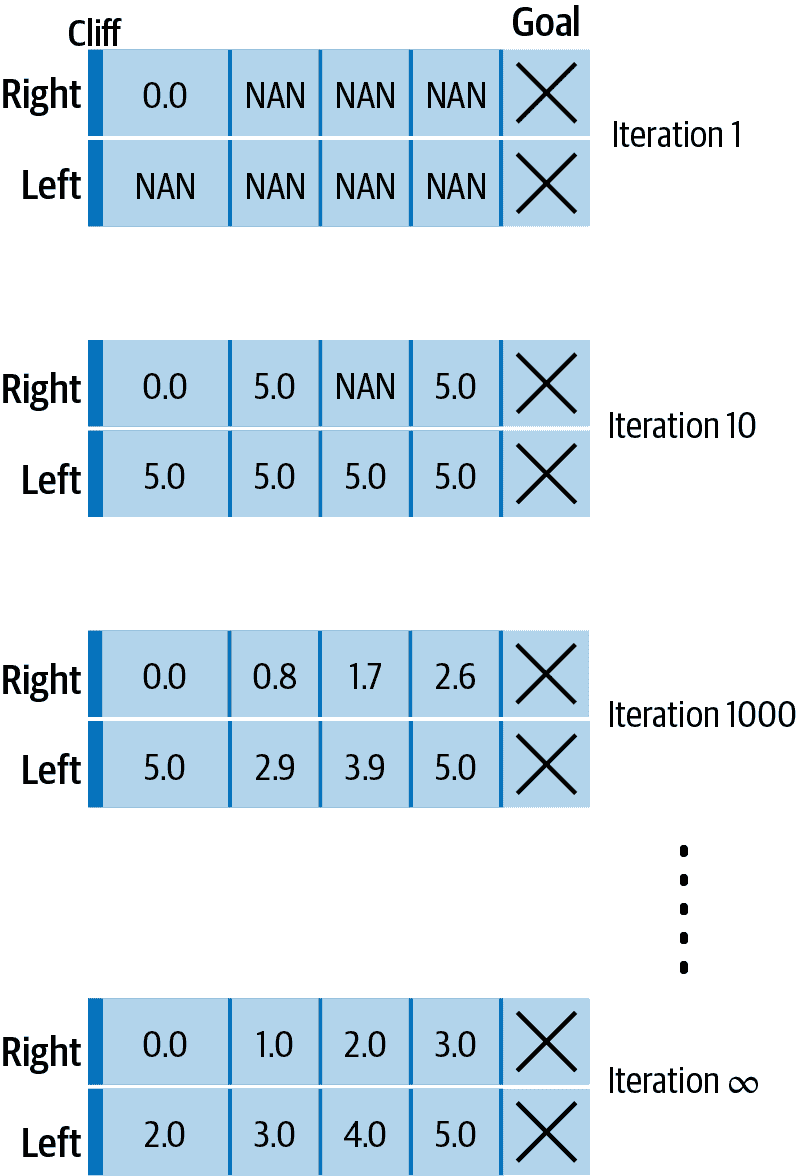 Cliff Goal
Right 0.0 NAN NAN NAN
Iteration 1
Left NAN NAN NAN NAN
Right 0.0 5.0 NAN 5.0
Iteration 10
Left 5.0 5.0 5.0 5.0
Right 0.0 0.8 1.7 2.6
Iteration 1000
Left 5.0 2.9 3.9 5.0
Right 0.0 1.0 2.0 3.0
Iteration ∞
Left 2.0 3.0 4.0 5.0